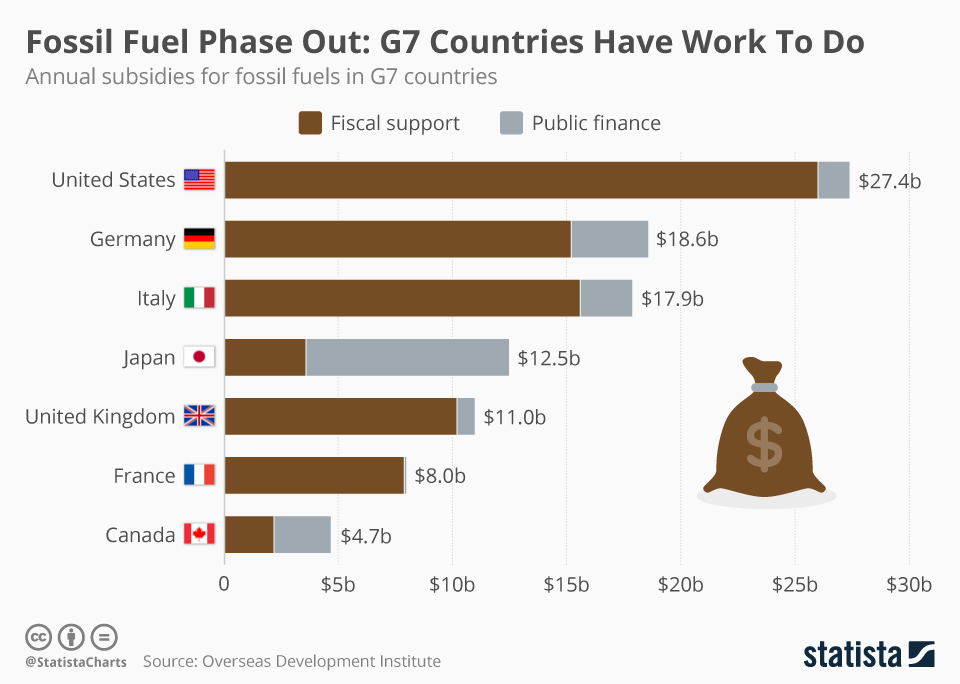 Fossil Fuel Phase Out: G7 Countries Have Work To Do
Annual subsidies for fossil fuels in G7 countries
Fiscal support
Public finance
United States $27.4b
Germany $18.6b
Italy $17.9b
Japan $12.5b
United Kingdom $11.0b
France $8.0b
Canada $4.7b
$
0 $5b $10b $15b $20b $25b $30b
cc =
@StatistaCharts Source: Overseas Development Institute
statista